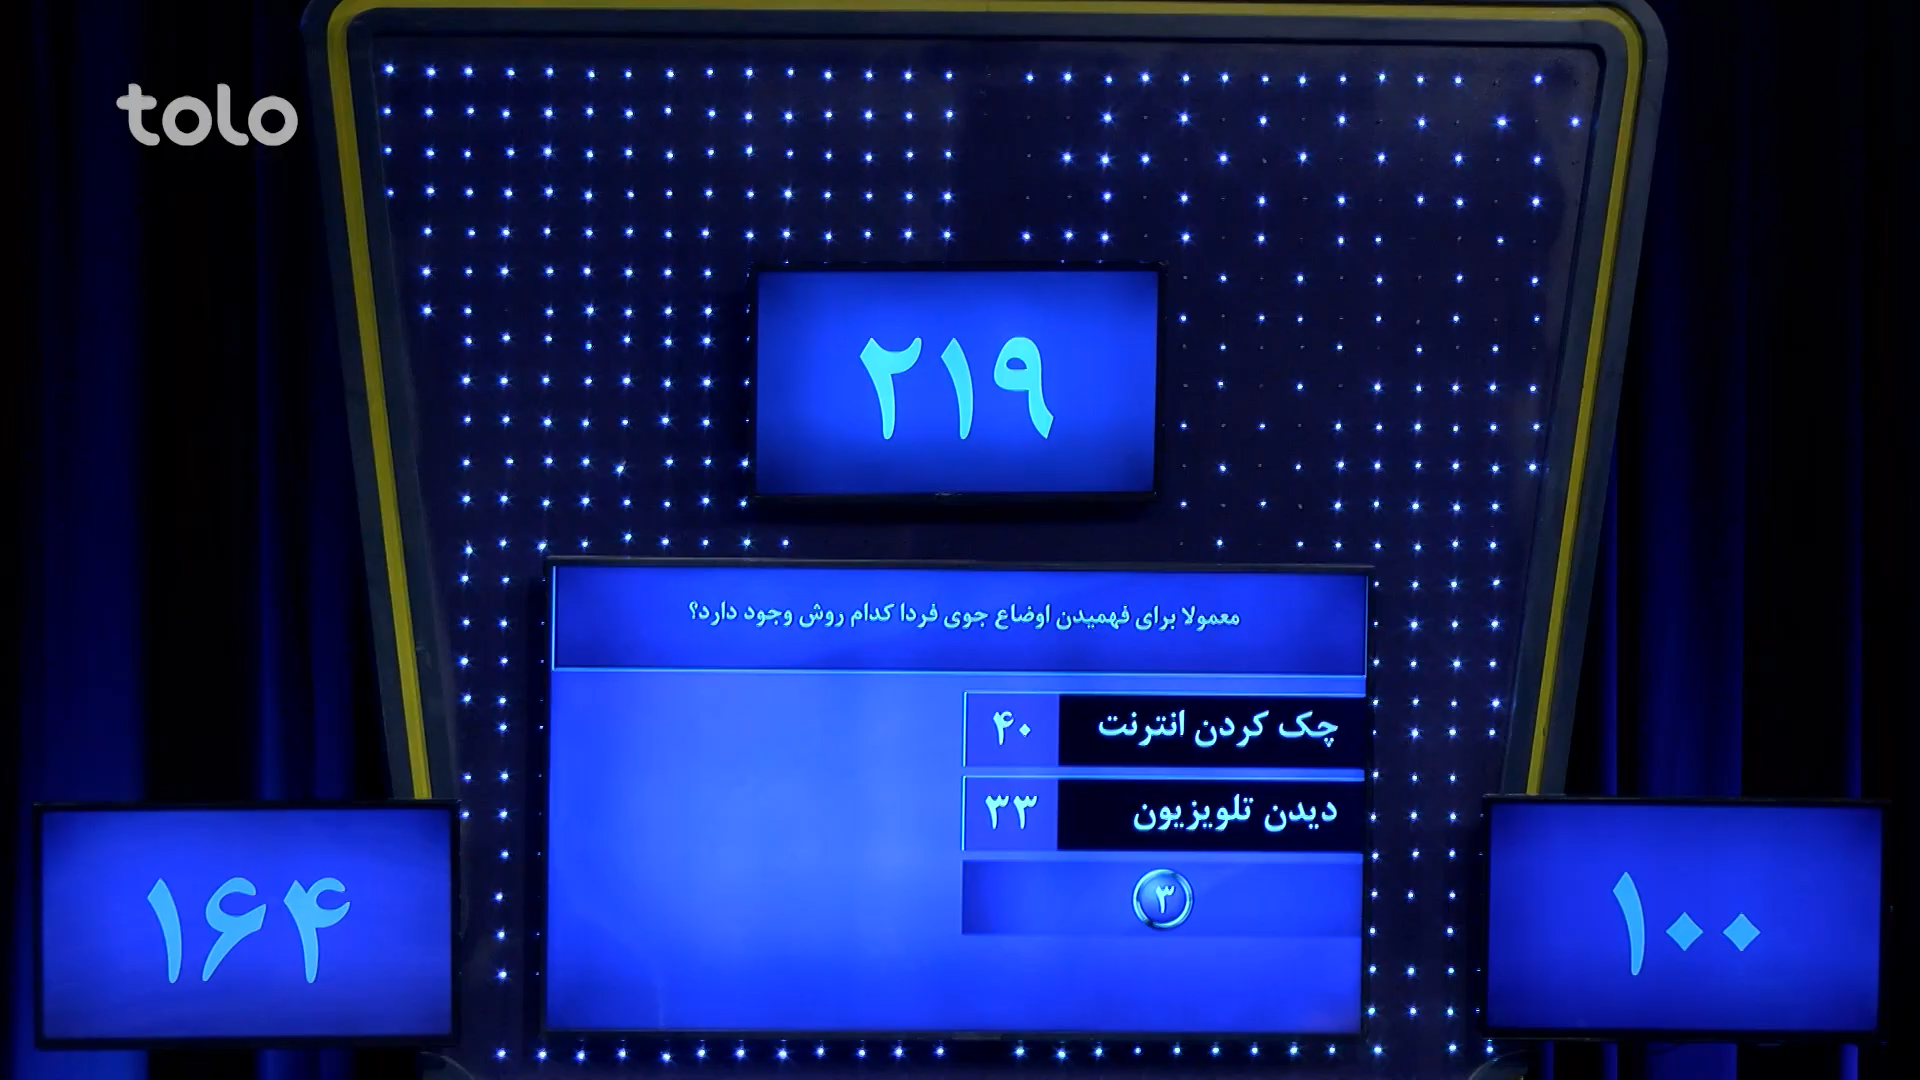 tolo
۲۱۹
معمولا برای فهمیدن اوضاع جوی فردا کدام روش وجود دارد؟
چک کردن انترنت ۴۰
دیدن تلویزیون ۳۳
۳
۱۶۴
۱۰۰